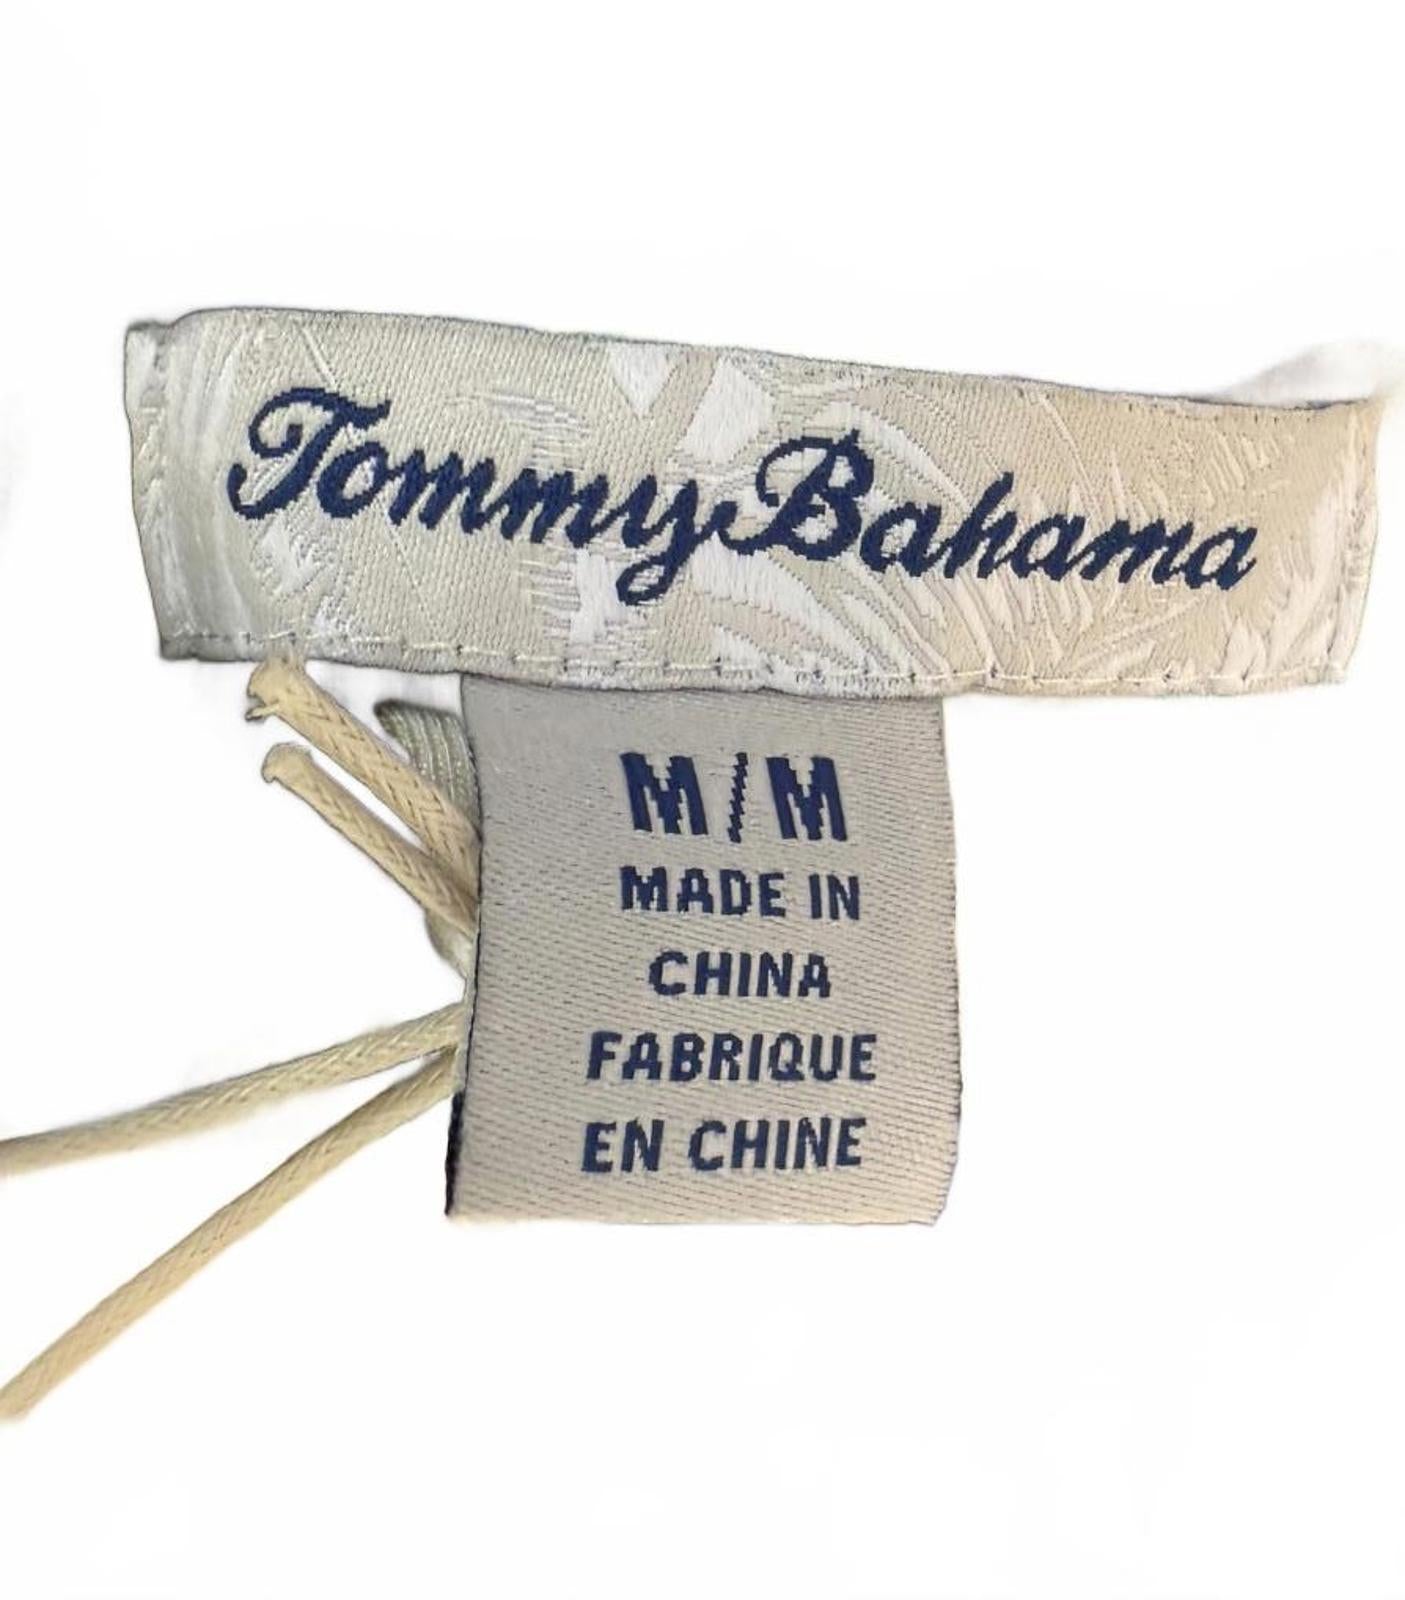 Tommy Bahama
M/M
MADE IN
CHINA
FABRIQUE
EN CHINE